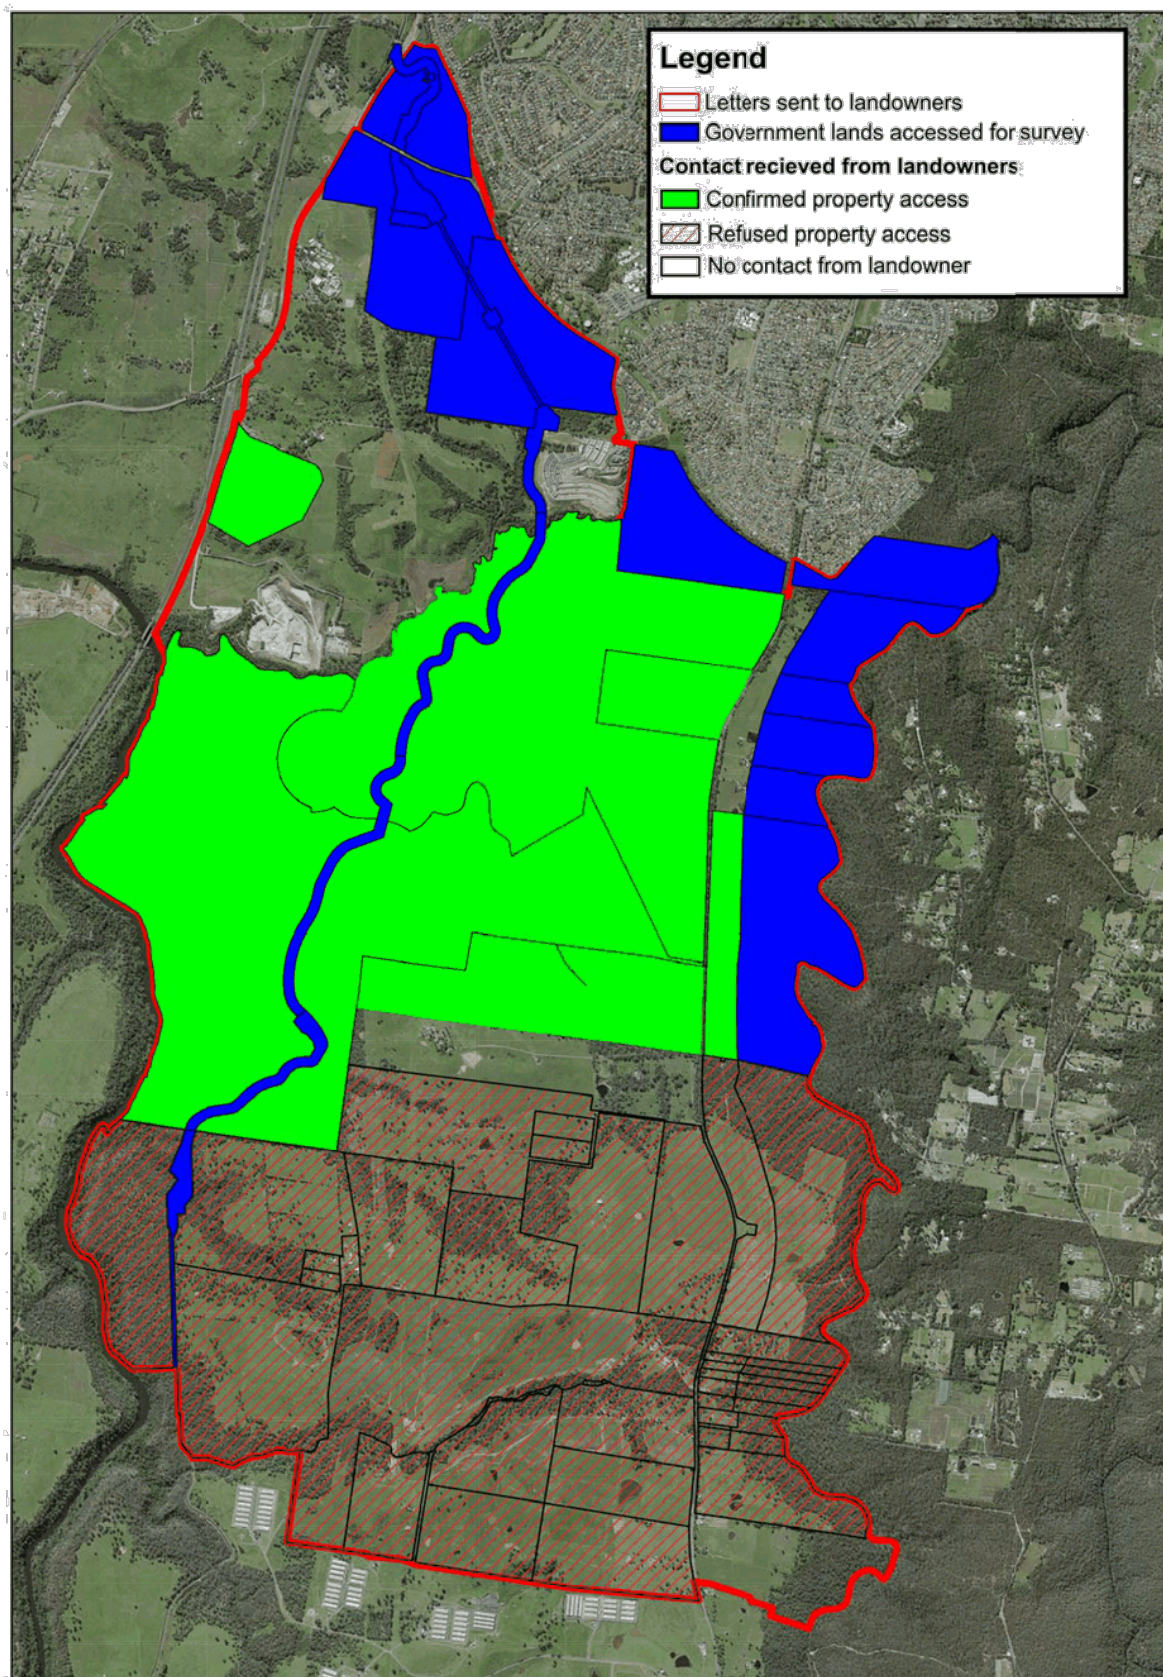 Legend
Letters sent to landowners
Government lands accessed for survey
Contact recieved from landowners
Confirmed property access
Refused property access
No contact from landowner